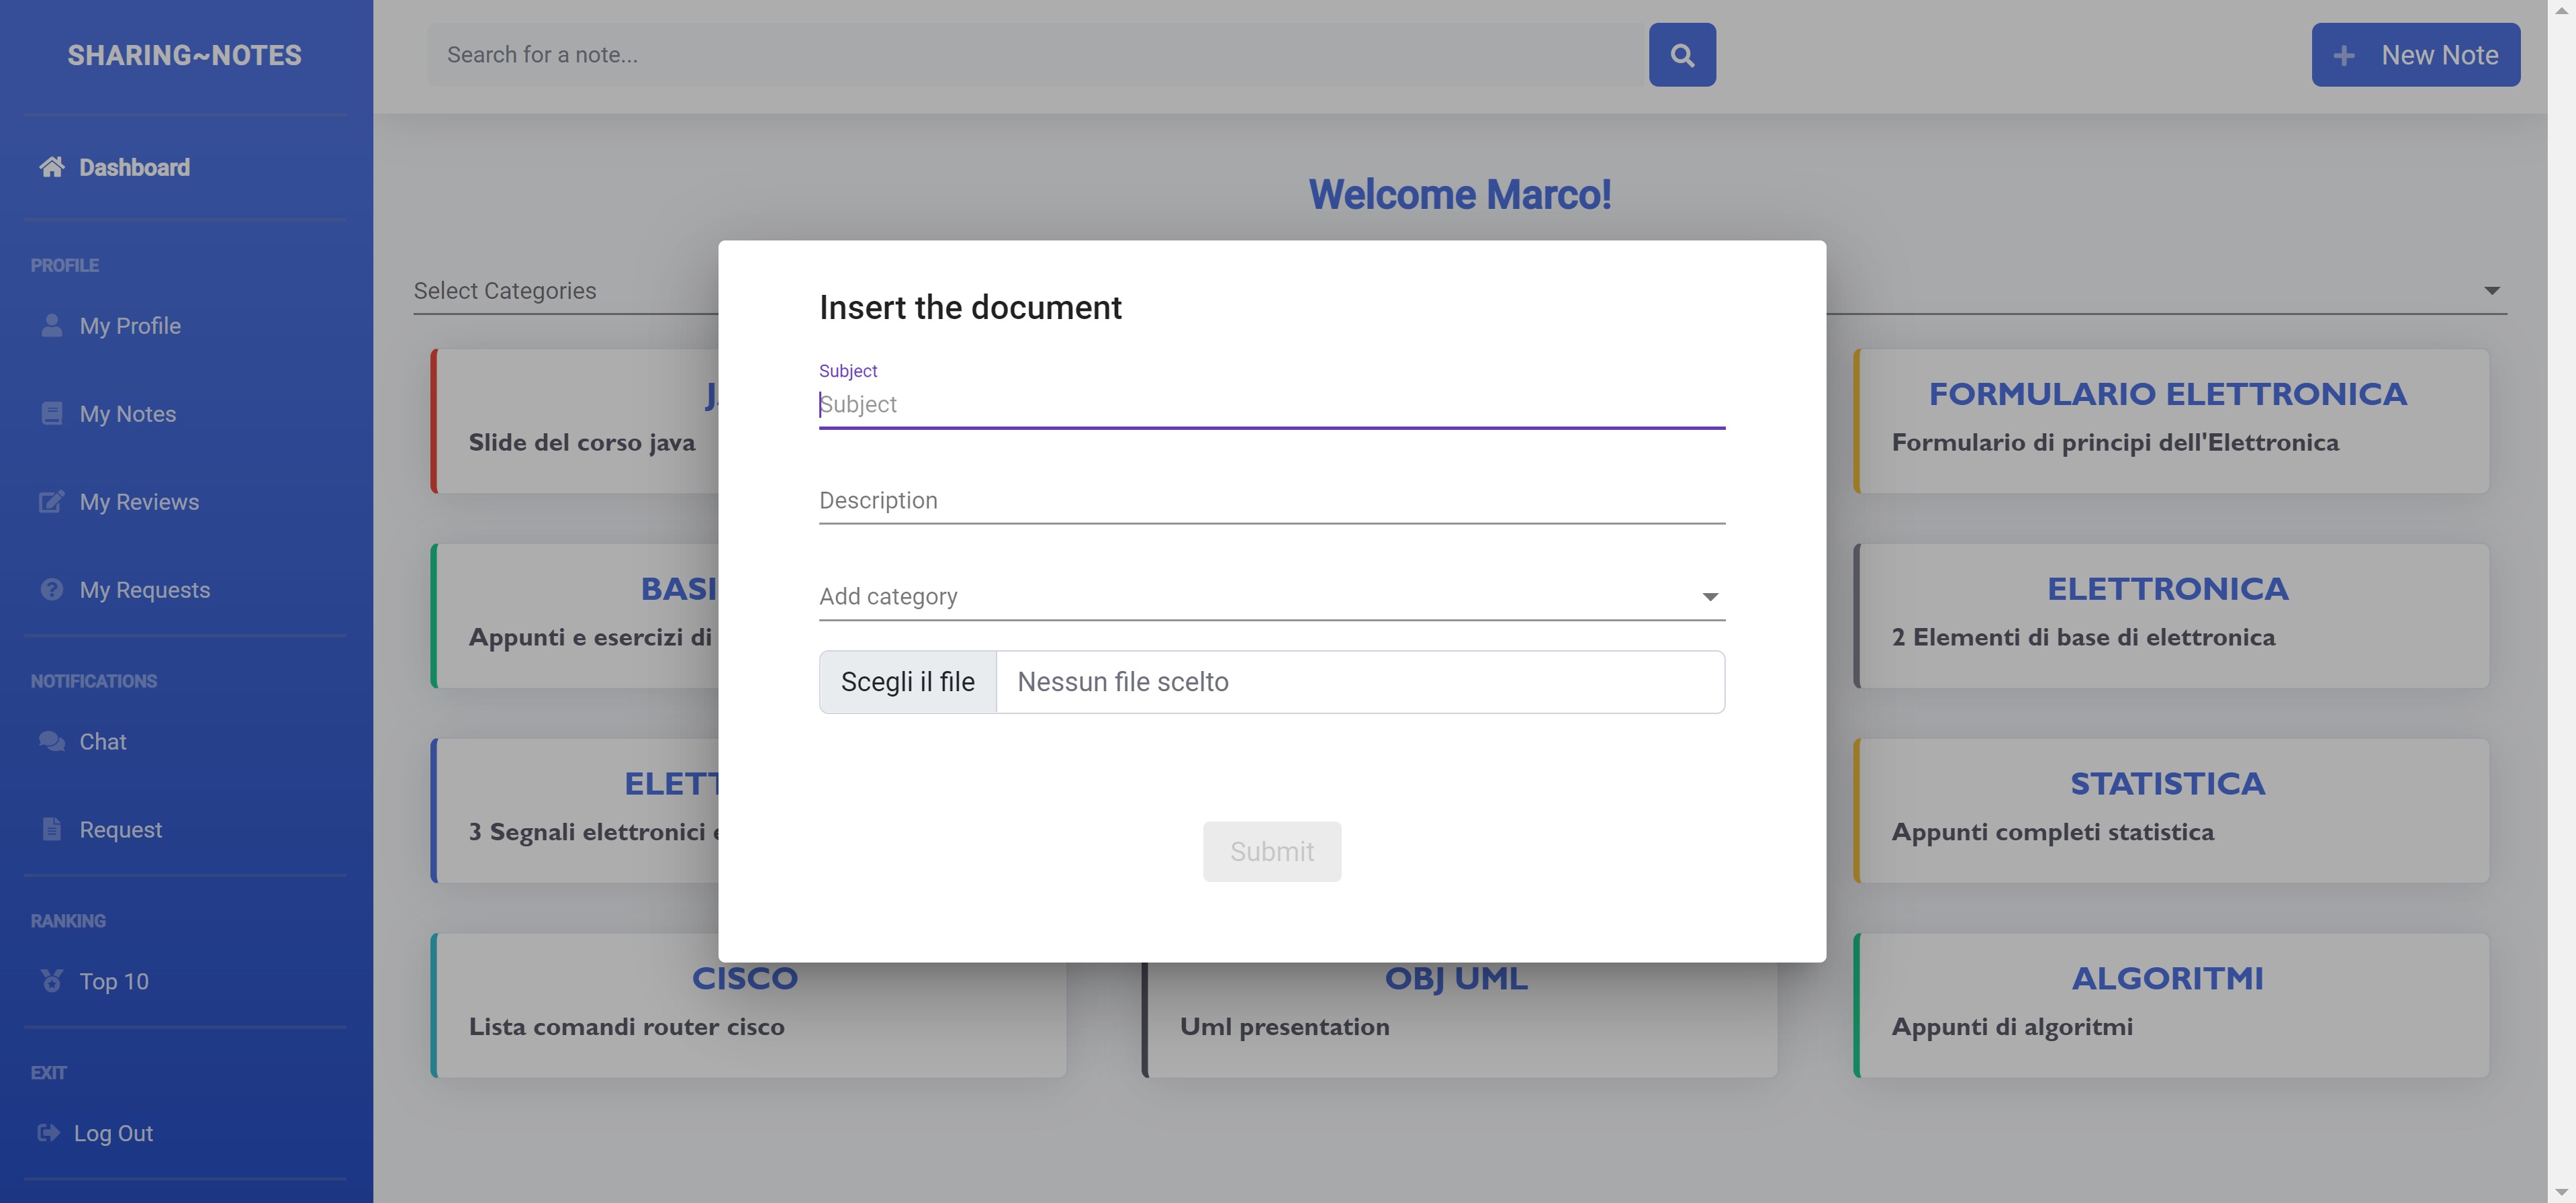 SHARING~NOTES
Search for a note...
New Note
Dashboard
Welcome Marco!
PROFILE
Select Categories
My Profile
My Notes
My Reviews
My Requests
NOTIFICATIONS
Chat
Request
RANKING
Top 10
EXIT
Log Out
Insert the document
Subject
Subject
Description
Add category
Scegli il file
Nessun file scelto
Submit
Slide del corso java
FORMULARIO ELETTRONICA
Formulario di principi dell'Elettronica
BASI
Appunti e esercizi di
ELETTRONICA
2 Elementi di base di elettronica
ELETT
3 Segnali elettronici e
STATISTICA
Appunti completi statistica
CISCO
Lista comandi router cisco
OBJ UML
Uml presentation
ALGORITMI
Appunti di algoritmi